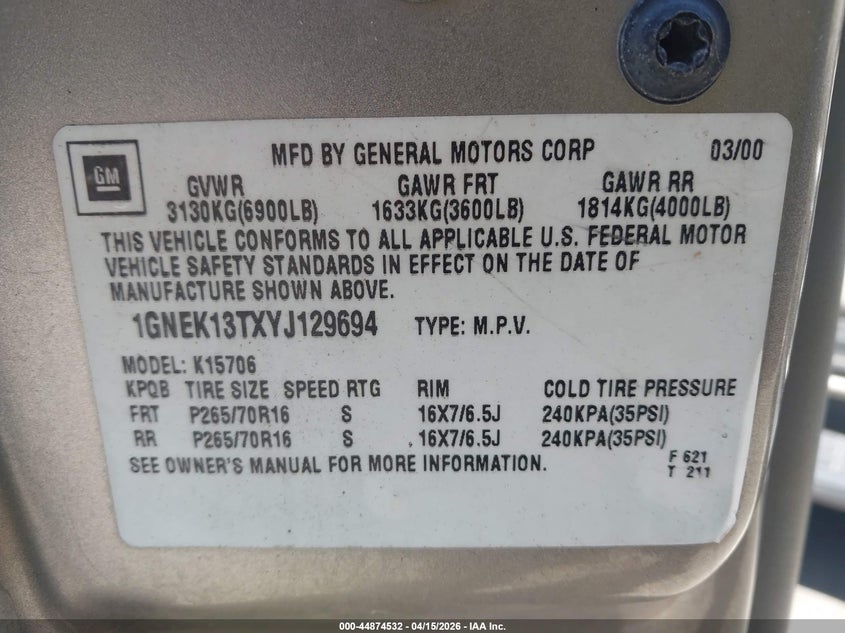 MFD BY GENERAL MOTORS CORP 03/00
GM
GVWR GAWR FRT GAWR RR
3130KG(6900LB) 1633KG(3600LB) 1814KG(4000LB)
THIS VEHICLE CONFORMS TO ALL APPLICABLE U.S. FEDERAL MOTOR
VEHICLE SAFETY STANDARDS IN EFFECT ON THE DATE OF
MANUFACTURE SHOWN ABOVE.
1GNEK13TXYJ129694 TYPE: M.P.V.
MODEL: K15706
KPQB TIRE SIZE SPEED RTG RIM COLD TIRE PRESSURE
FRT P265/70R16 S 16X7/6.5J 240KPA(35PSI)
RR P265/70R16 S 16X7/6.5J 240KPA(35PSI)
SEE OWNER'S MANUAL FOR MORE INFORMATION.
F 621
T 211
000-44874532 - 04/15/2026 - IAA Inc.